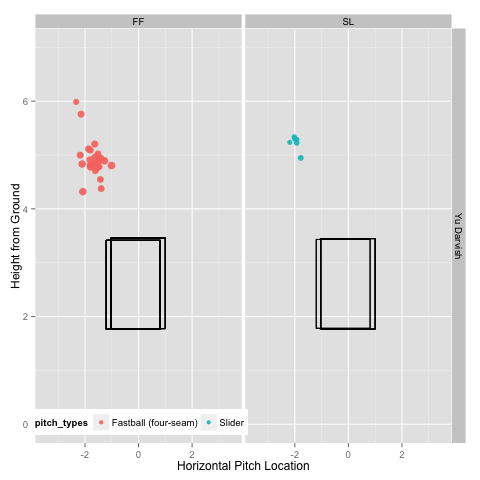 FF
SL
6
4
2
0
Height from Ground
Yu Darvish
pitch_types
Fastball (four-seam)
Slider
-2
0
2
-2
0
2
Horizontal Pitch Location